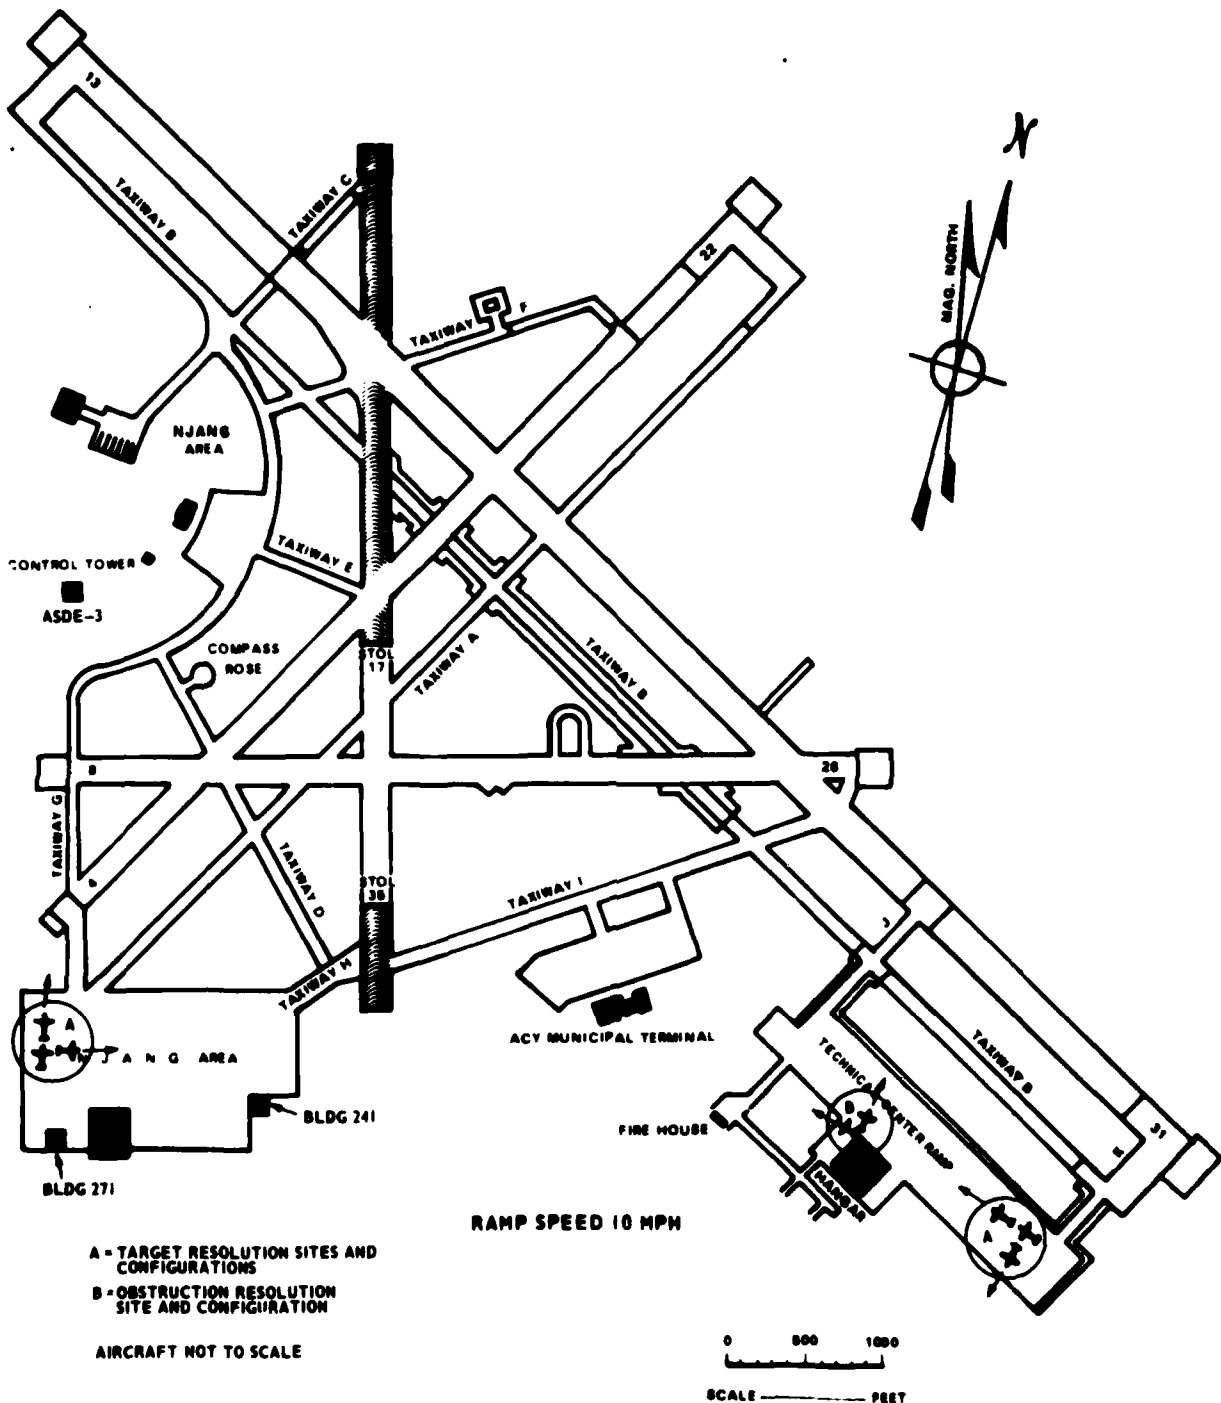 13
N
TAXIWAY C
TAXIWAY B
22
MAG. NORTH
TAXIWAY F
NJANG
AREA
TAXIWAY E
CONTROL TOWER
ASDE-3
COMPASS
ROSE
STOL
17
TAXIWAY A
TAXIWAY B
8
26
TAXIWAY G
4
TAXIWAY D
STOL
35
TAXIWAY I
J
TAXIWAY H
A
NJANG AREA
ACY MUNICIPAL TERMINAL
TECHNICAL CENTER RAMP
TAXIWAY B
B
BLDG 241
FIRE HOUSE
31
K
BLDG 271
HANGAR
A
RAMP SPEED 10 MPH
A = TARGET RESOLUTION SITES AND
CONFIGURATIONS
B = OBSTRUCTION RESOLUTION
SITE AND CONFIGURATION
AIRCRAFT NOT TO SCALE
0 500 1000
SCALE FEET